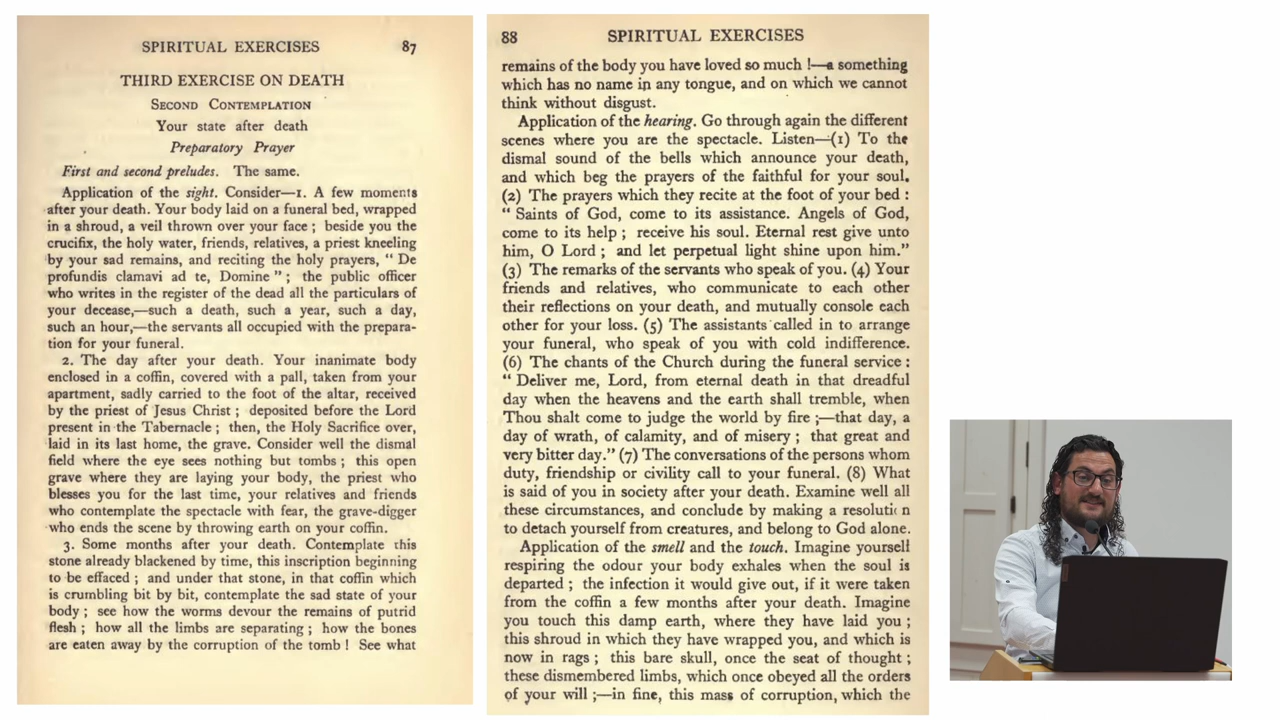 SPIRITUAL EXERCISES 87
THIRD EXERCISE ON DEATH
Second Contemplation
Your state after death
Preparatory Prayer
First and second preludes. The same.
Application of the sight. Consider—1. A few moments
after your death. Your body laid on a funeral bed, wrapped
in a shroud, a veil thrown over your face ; beside you the
crucifix, the holy water, friends, relatives, a priest kneeling
by your sad remains, and reciting the holy prayers, “ De
profundis clamavi ad te, Domine ” ; the public officer
who writes in the register of the dead all the particulars of
your decease,—such a death, such a year, such a day,
such an hour,—the servants all occupied with the prepara-
tion for your funeral.
2. The day after your death. Your inanimate body
enclosed in a coffin, covered with a pall, taken from your
apartment, sadly carried to the foot of the altar, received
by the priest of Jesus Christ ; deposited before the Lord
present in the Tabernacle ; then, the Holy Sacrifice over,
laid in its last home, the grave. Consider well the dismal
field where the eye sees nothing but tombs ; this open
grave where they are laying your body, the priest who
blesses you for the last time, your relatives and friends
who contemplate the spectacle with fear, the grave-digger
who ends the scene by throwing earth on your coffin.
3. Some months after your death. Contemplate this
stone already blackened by time, this inscription beginning
to be effaced ; and under that stone, in that coffin which
is crumbling bit by bit, contemplate the sad state of your
body ; see how the worms devour the remains of putrid
flesh ; how all the limbs are separating ; how the bones
are eaten away by the corruption of the tomb ! See what
88 SPIRITUAL EXERCISES
remains of the body you have loved so much !—a something
which has no name in any tongue, and on which we cannot
think without disgust.
Application of the hearing. Go through again the different
scenes where you are the spectacle. Listen—(1) To the
dismal sound of the bells which announce your death,
and which beg the prayers of the faithful for your soul.
(2) The prayers which they recite at the foot of your bed :
“ Saints of God, come to its assistance. Angels of God,
come to its help ; receive his soul. Eternal rest give unto
him, O Lord ; and let perpetual light shine upon him.”
(3) The remarks of the servants who speak of you. (4) Your
friends and relatives, who communicate to each other
their reflections on your death, and mutually console each
other for your loss. (5) The assistants called in to arrange
your funeral, who speak of you with cold indifference.
(6) The chants of the Church during the funeral service :
“ Deliver me, Lord, from eternal death in that dreadful
day when the heavens and the earth shall tremble, when
Thou shalt come to judge the world by fire ;—that day, a
day of wrath, of calamity, and of misery ; that great and
very bitter day.” (7) The conversations of the persons whom
duty, friendship or civility call to your funeral. (8) What
is said of you in society after your death. Examine well all
these circumstances, and conclude by making a resolution
to detach yourself from creatures, and belong to God alone.
Application of the smell and the touch. Imagine yourself
respiring the odour your body exhales when the soul is
departed ; the infection it would give out, if it were taken
from the coffin a few months after your death. Imagine
you touch this damp earth, where they have laid you ;
this shroud in which they have wrapped you, and which is
now in rags ; this bare skull, once the seat of thought ;
these dismembered limbs, which once obeyed all the orders
of your will ;—in fine, this mass of corruption, which the